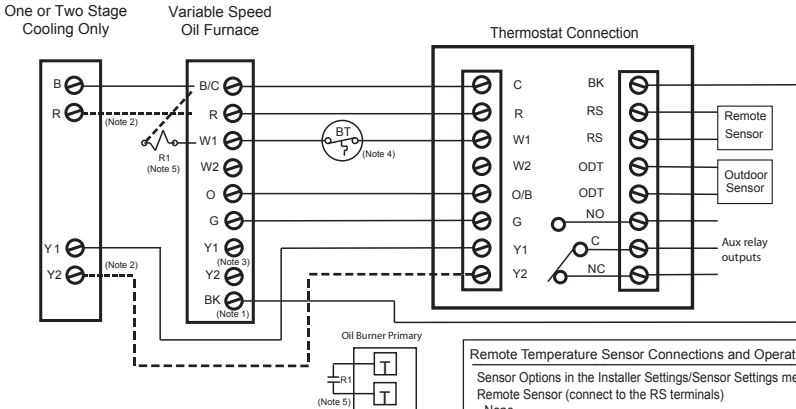 One or Two Stage
Cooling Only
Variable Speed
Oil Furnace
Thermostat Connection
B
R
(Note 2)
Y1
Y2
(Note 2)
B/C
R
W1
W2
O
G
Y1
(Note 3)
Y2
BK
(Note 1)
R1
(Note 5)
BT
(Note 4)
C
R
W1
W2
O/B
G
Y1
Y2
BK
RS
RS
ODT
ODT
NO
C
NC
Remote
Sensor
Outdoor
Sensor
Aux relay
outputs
Oil Burner Primary
R1
(Note 5)
T
T
Remote Temperature Sensor Connections and Operat
Sensor Options in the Installer Settings/Sensor Settings me
Remote Sensor (connect to the RS terminals)